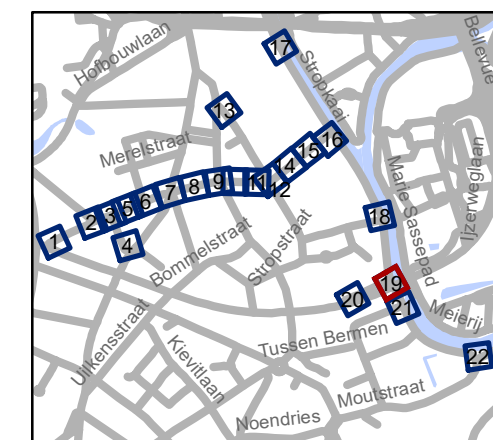 Hofbouwlaan
Bellevue
17
Stropkaai
13
Merelstraat
16
15
14
12
11
9
8
7
6
5
3
2
1
4
Marie Sassepad
Ijzerweglaan
18
Bommelstraat
Stropstraat
19
20
21
Meierij
Uilkensstraat
Tussen Bermen
22
Kievitlaan
Moutstraat
Noendries